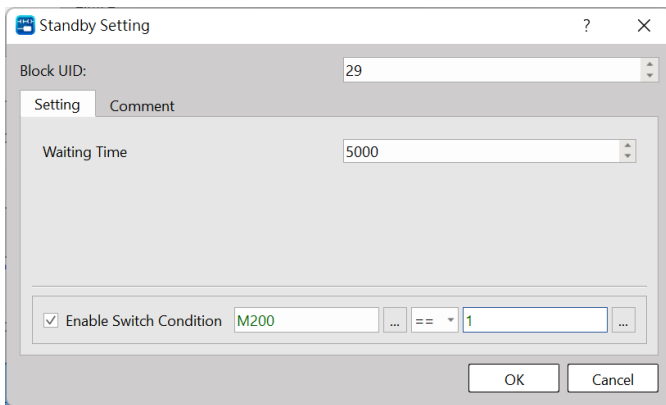 Standby Setting ? X
Block UID: 29
Setting Comment
Waiting Time 5000
Enable Switch Condition M200 ... == 1 ...
OK Cancel